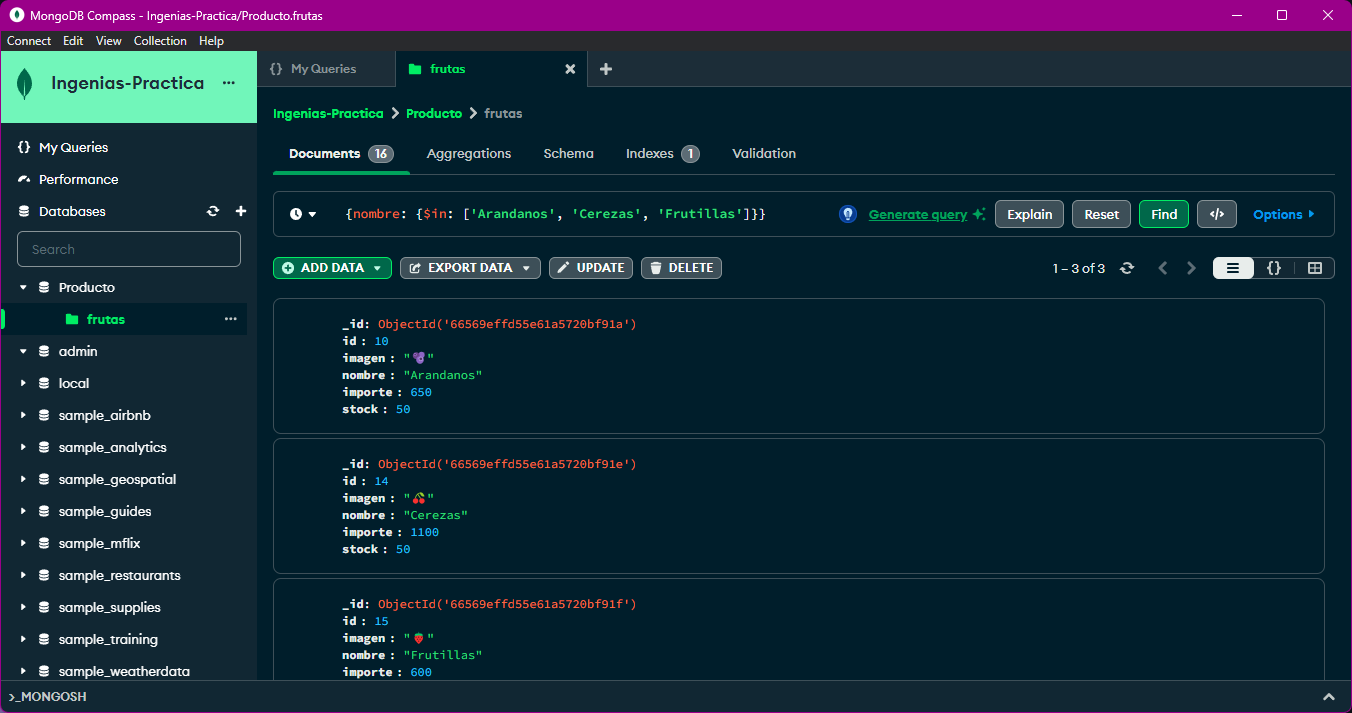 MongoDB Compass - Ingenias-Practica/Producto.frutas
Connect Edit View Collection Help
Ingenias-Practica ...
{} My Queries
Performance
Databases
Search
Producto
frutas ...
admin
local
sample_airbnb
sample_analytics
sample_geospatial
sample_guides
sample_mflix
sample_restaurants
sample_supplies
sample_training
sample_weatherdata
{} My Queries
frutas
Ingenias-Practica > Producto > frutas
Documents 16 Aggregations Schema Indexes 1 Validation
{nombre: {$in: ['Arandanos', 'Cerezas', 'Frutillas']}}
Generate query Explain Reset Find </> Options
ADD DATA EXPORT DATA UPDATE DELETE
1 – 3 of 3 {}
_id: ObjectId('66569effd55e61a5720bf91a')
id : 10
imagen : "🫐"
nombre : "Arandanos"
importe : 650
stock : 50
_id: ObjectId('66569effd55e61a5720bf91e')
id : 14
imagen : "🍒"
nombre : "Cerezas"
importe : 1100
stock : 50
_id: ObjectId('66569effd55e61a5720bf91f')
id : 15
imagen : "🍓"
nombre : "Frutillas"
importe : 600
>_MONGOSH